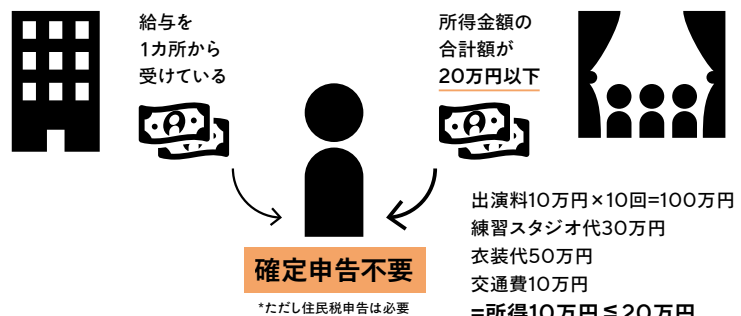 給与を
1カ所から
受けている
所得金額の
合計額が
20万円以下
出演料10万円×10回=100万円
練習スタジオ代30万円
衣装代50万円
交通費10万円
=所得10万円≦20万円
確定申告不要
*ただし住民税申告は必要